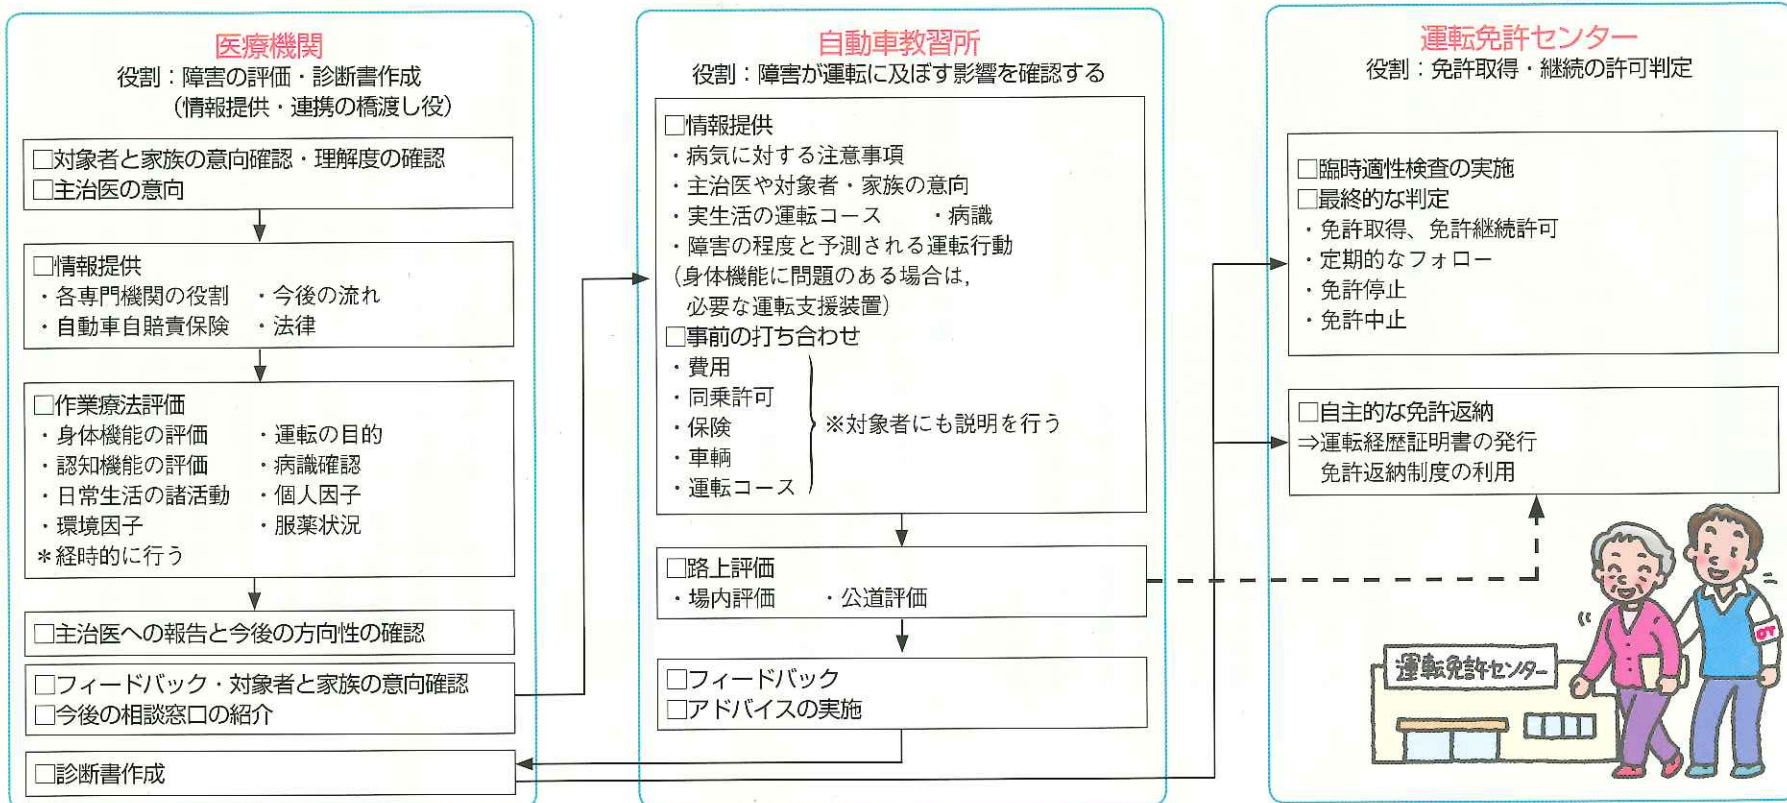 医療機関
役割：障害の評価・診断書作成
（情報提供・連携の橋渡し役）
□対象者と家族の意向確認・理解度の確認
□主治医の意向
□情報提供
・各専門機関の役割　・今後の流れ
・自動車自賠責保険　・法律
□作業療法評価
・身体機能の評価　・運転の目的
・認知機能の評価　・病識確認
・日常生活の諸活動　・個人因子
・環境因子　・服薬状況
＊経時的に行う
□主治医への報告と今後の方向性の確認
□フィードバック・対象者と家族の意向確認
□今後の相談窓口の紹介
□診断書作成
自動車教習所
役割：障害が運転に及ぼす影響を確認する
□情報提供
・病気に対する注意事項
・主治医や対象者・家族の意向
・実生活の運転コース　・病識
・障害の程度と予測される運転行動
（身体機能に問題のある場合は，
必要な運転支援装置）
□事前の打ち合わせ
・費用
・同乗許可
・保険　※対象者にも説明を行う
・車輌
・運転コース
□路上評価
・場内評価　・公道評価
□フィードバック
□アドバイスの実施
運転免許センター
役割：免許取得・継続の許可判定
□臨時適性検査の実施
□最終的な判定
・免許取得、免許継続許可
・定期的なフォロー
・免許停止
・免許中止
□自主的な免許返納
⇒運転経歴証明書の発行
免許返納制度の利用
運転免許センター
OT